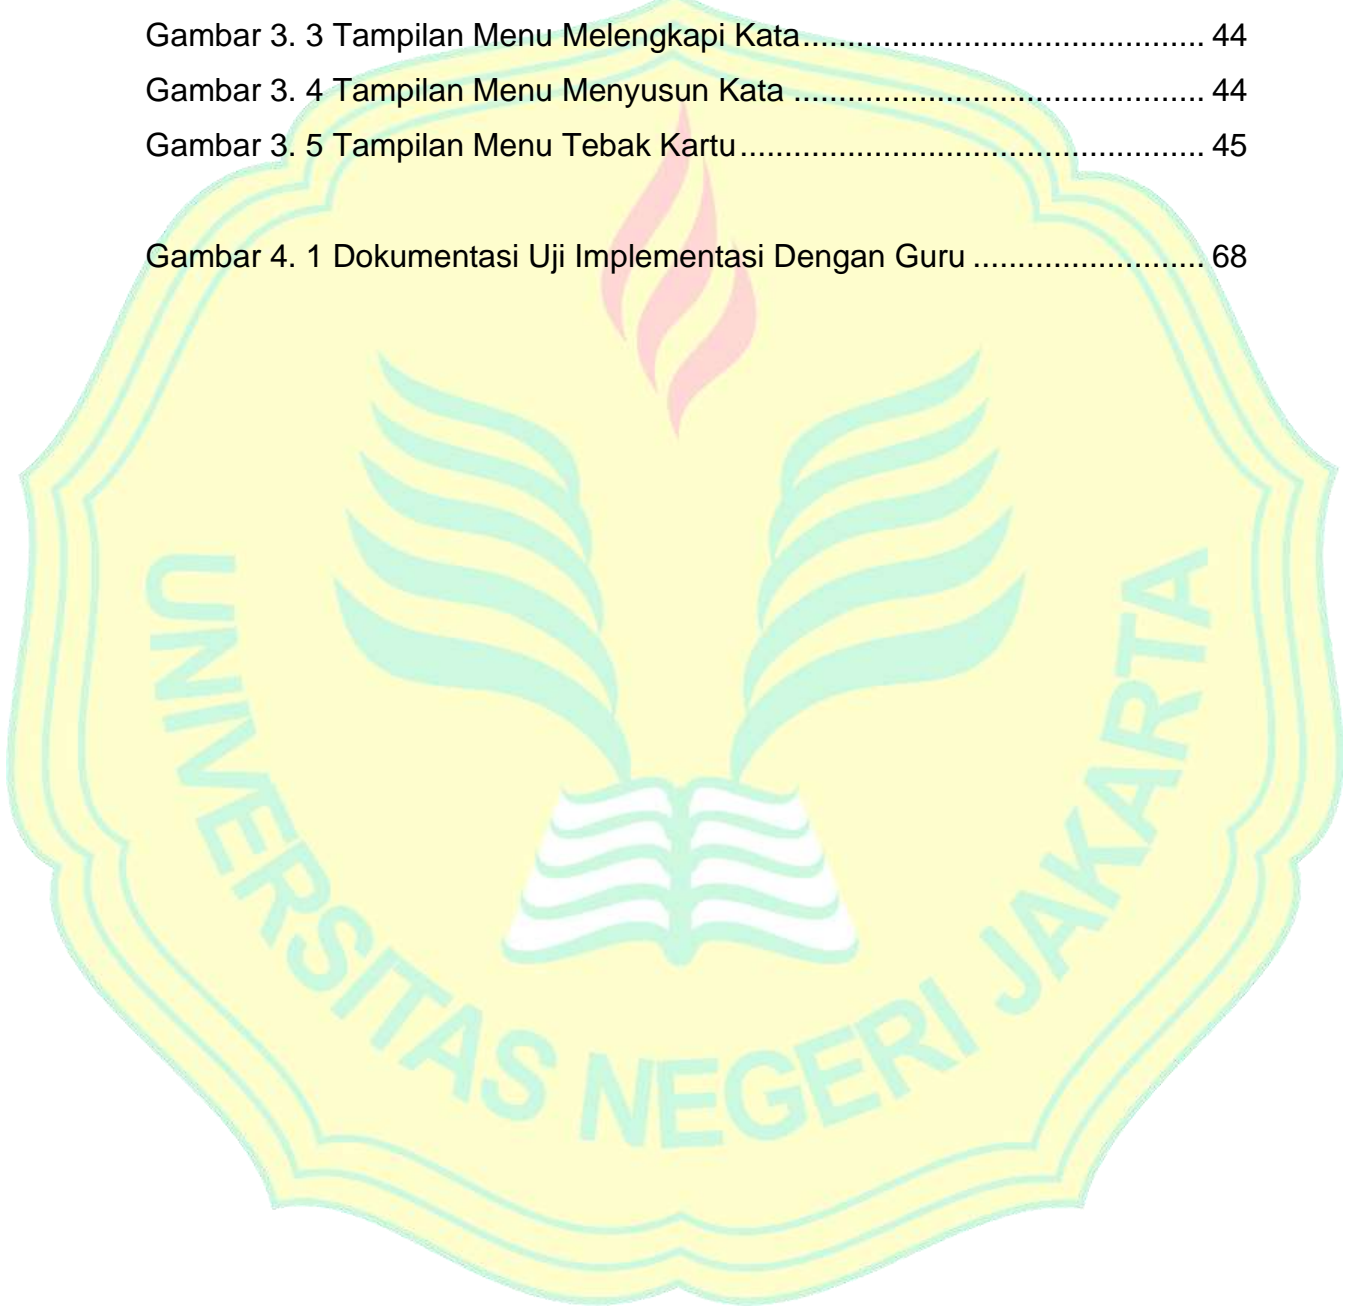 Gambar 3. 3 Tampilan Menu Melengkapi Kata............................................. 44
Gambar 3. 4 Tampilan Menu Menyusun Kata .............................................. 44
Gambar 3. 5 Tampilan Menu Tebak Kartu.................................................... 45
Gambar 4. 1 Dokumentasi Uji Implementasi Dengan Guru .......................... 68
UNIVERSITAS NEGERI JAKARTA